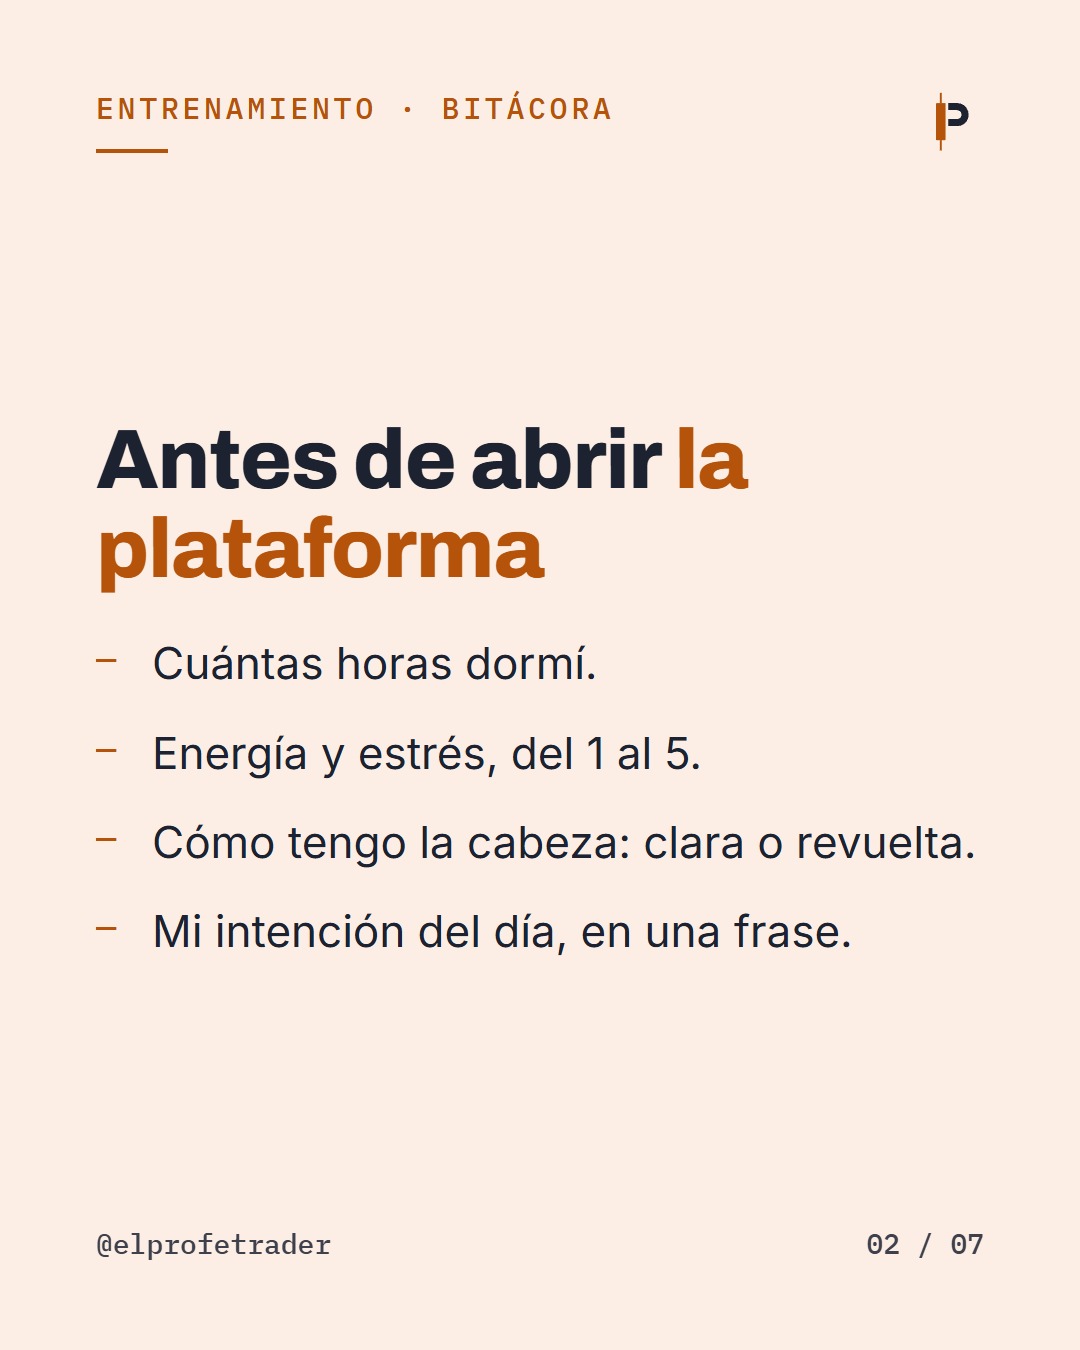 ENTRENAMIENTO · BITÁCORA
Antes de abrir la
plataforma
– Cuántas horas dormí.
– Energía y estrés, del 1 al 5.
– Cómo tengo la cabeza: clara o revuelta.
– Mi intención del día, en una frase.
@elprofetrader
02 / 07